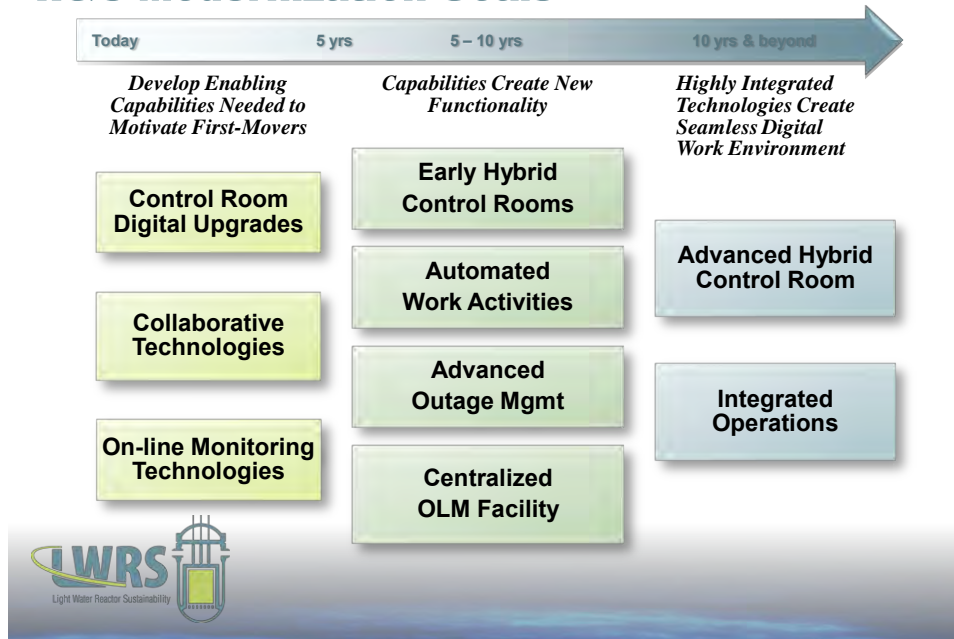 Today 5 yrs 5 – 10 yrs 10 yrs & beyond
Develop Enabling
Capabilities Needed to
Motivate First-Movers
Capabilities Create New
Functionality
Highly Integrated
Technologies Create
Seamless Digital
Work Environment
Control Room
Digital Upgrades
Collaborative
Technologies
On-line Monitoring
Technologies
Early Hybrid
Control Rooms
Automated
Work Activities
Advanced
Outage Mgmt
Centralized
OLM Facility
Advanced Hybrid
Control Room
Integrated
Operations
LWRS
Light Water Reactor Sustainability